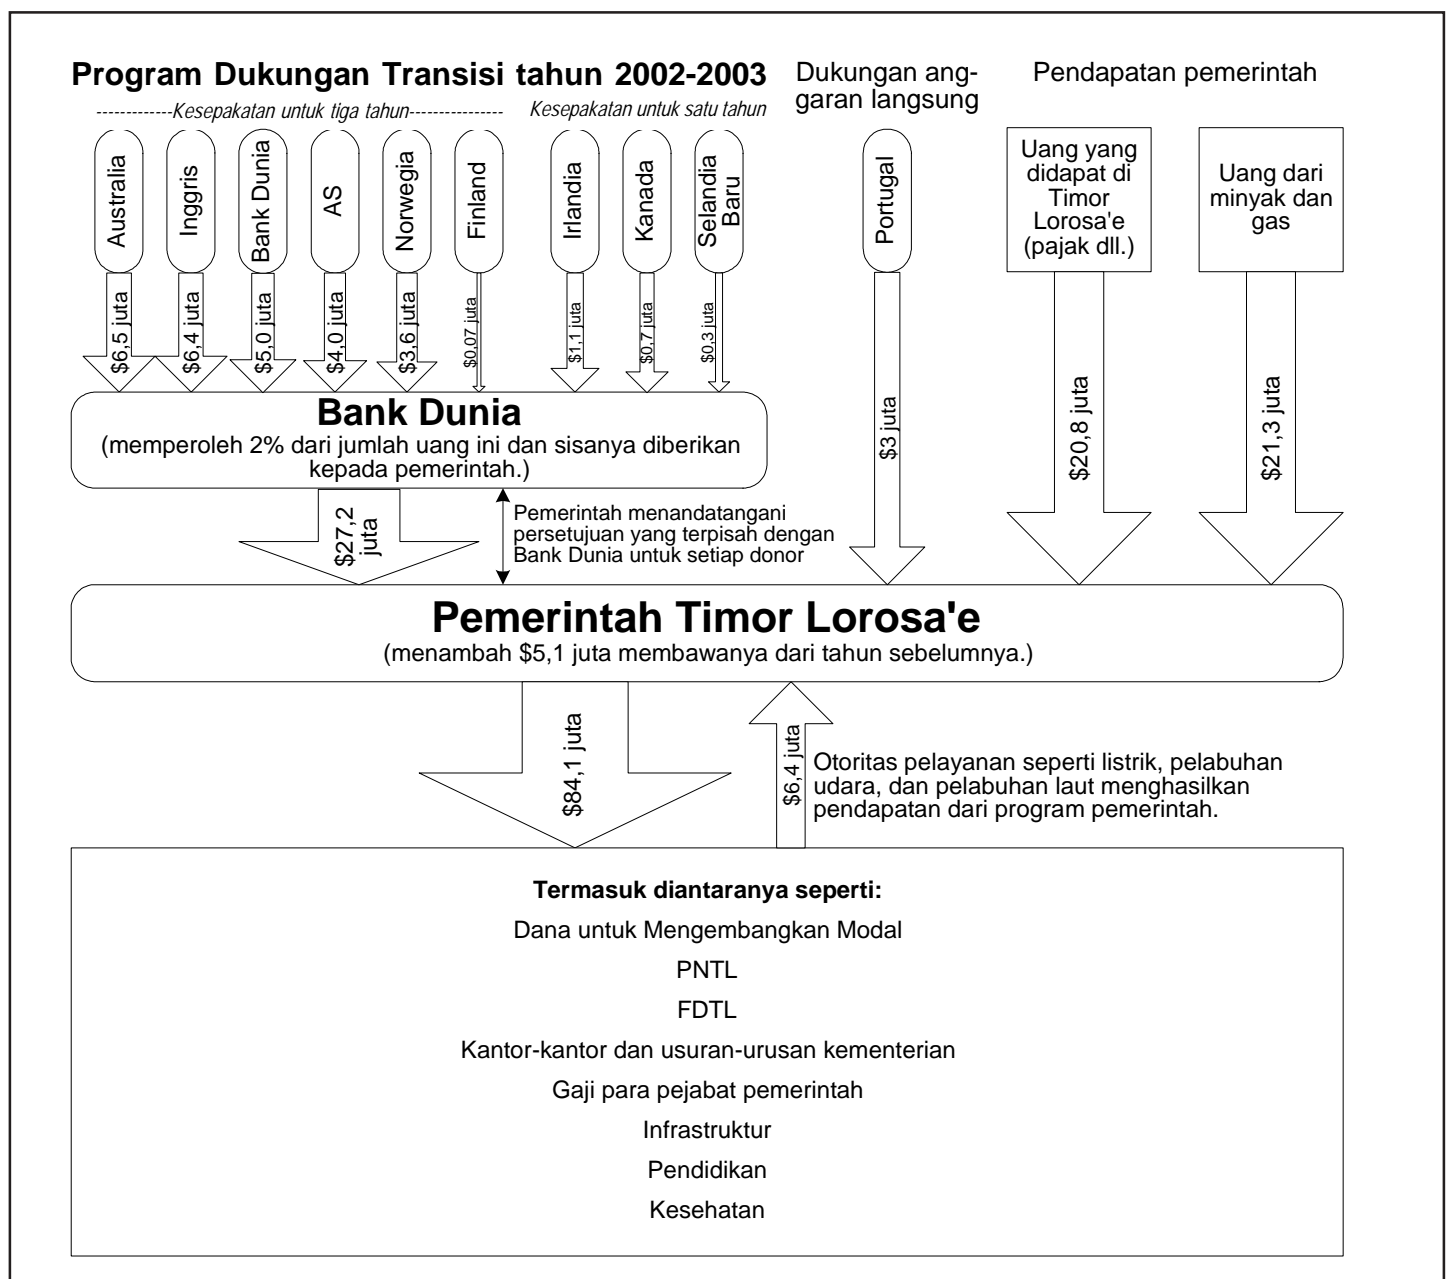 Program Dukungan Transisi tahun 2002-2003
-------------Kesepakatan untuk tiga tahun----------------
Kesepakatan untuk satu tahun
Dukungan ang-
garan langsung
Pendapatan pemerintah
Australia
Inggris
Bank Dunia
AS
Norwegia
Finland
Irlandia
Kanada
Selandia
Baru
Portugal
Uang yang
didapat di
Timor
Lorosa'e
(pajak dll.)
Uang dari
minyak dan
gas
$6,5 juta
$6,4 juta
$5,0 juta
$4,0 juta
$3,6 juta
$0,07 juta
$1,1 juta
$0,7 juta
$0,3 juta
$3 juta
$20,8 juta
$21,3 juta
Bank Dunia
(memperoleh 2% dari jumlah uang ini dan sisanya diberikan
kepada pemerintah.)
$27,2
juta
Pemerintah menandatangani
persetujuan yang terpisah dengan
Bank Dunia untuk setiap donor
Pemerintah Timor Lorosa'e
(menambah $5,1 juta membawanya dari tahun sebelumnya.)
$84,1 juta
$6,4 juta
Otoritas pelayanan seperti listrik, pelabuhan
udara, dan pelabuhan laut menghasilkan
pendapatan dari program pemerintah.
Termasuk diantaranya seperti:
Dana untuk Mengembangkan Modal
PNTL
FDTL
Kantor-kantor dan usuran-urusan kementerian
Gaji para pejabat pemerintah
Infrastruktur
Pendidikan
Kesehatan